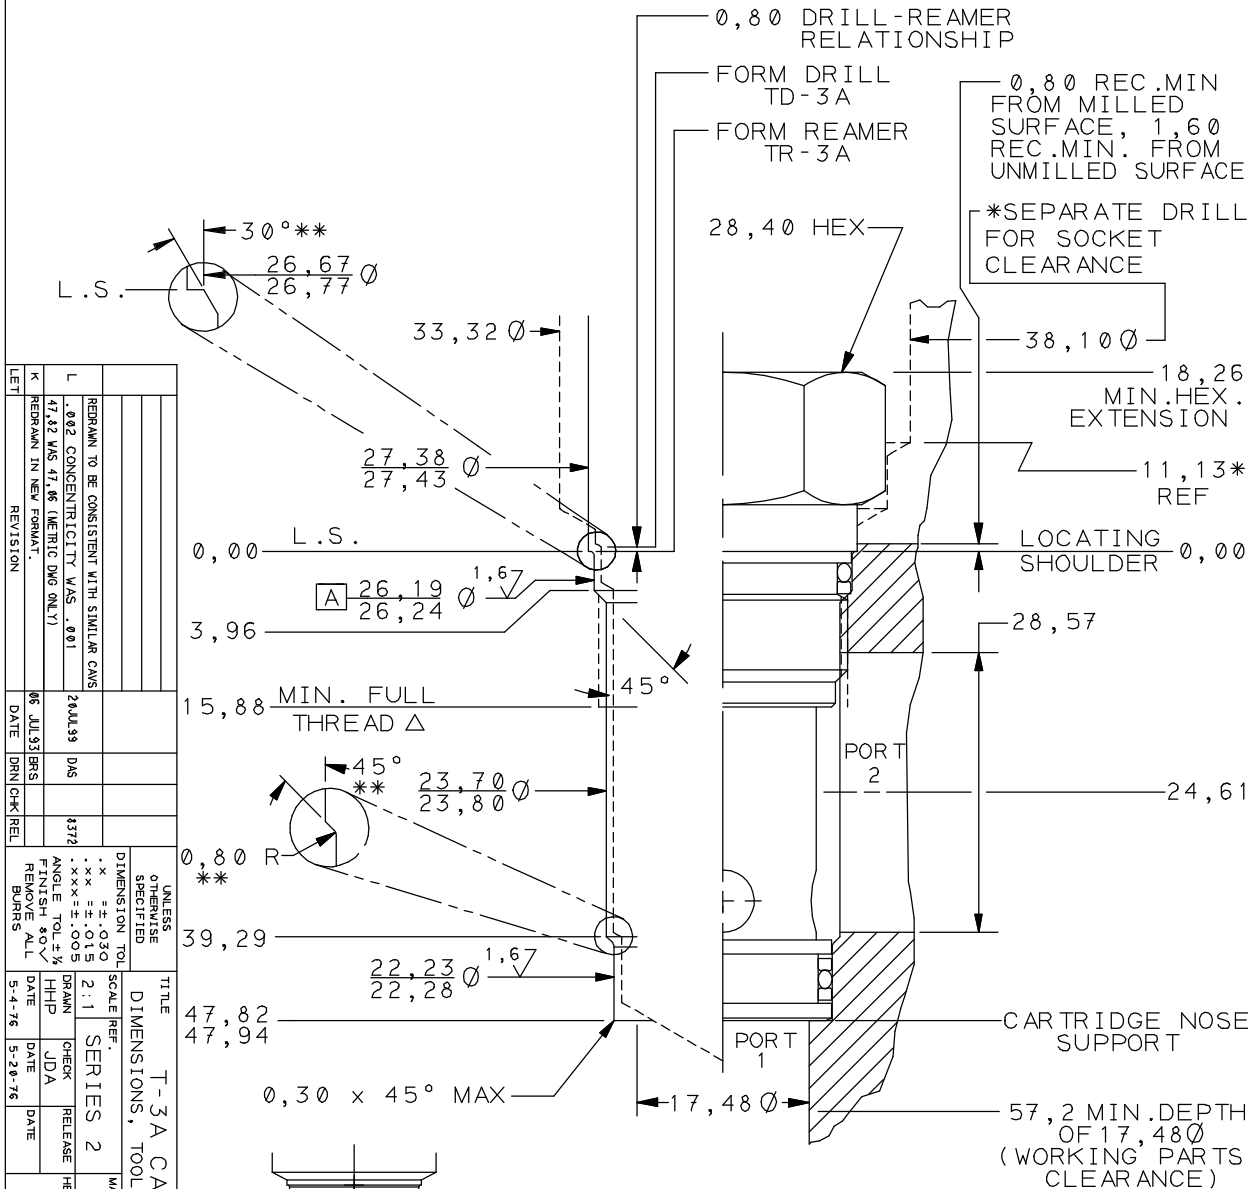 0,80 DRILL-REAMER
RELATIONSHIP
FORM DRILL
TD-3A
FORM REAMER
TR-3A
0,80 REC.MIN
FROM MILLED
SURFACE, 1,60
REC.MIN. FROM
UNMILLED SURFACE
*SEPARATE DRILL
FOR SOCKET
CLEARANCE
28,40 HEX
30°**
26,67
26,77 Ø
L.S.
33,32 Ø
38,10 Ø
18,26
MIN.HEX.
EXTENSION
27,38
27,43 Ø
11,13*
REF
L.S.
0,00
LOCATING
SHOULDER
0,00
A
26,19
26,24 Ø
1,6
3,96
28,57
45°
15,88
MIN. FULL
THREAD △
PORT
2
45°
**
23,70
23,80 Ø
24,61
0,80 R
**
39,29
22,23
22,28 Ø
1,6
47,82
47,94
CARTRIDGE NOSE
SUPPORT
PORT
1
0,30 x 45° MAX
17,48 Ø
57,2 MIN.DEPTH
OF 17,48Ø
(WORKING PARTS
CLEARANCE)
REDRAWN TO BE CONSISTENT WITH SIMILAR CAVS
L .002 CONCENTRICITY WAS .001 20JUL99 DAS 8372
47,82 WAS 47,06 (METRIC DWG ONLY)
K REDRAWN IN NEW FORMAT. 06 JUL93 BRS
LET REVISION DATE DRN CHK REL
UNLESS
OTHERWISE
SPECIFIED
DIMENSION TOL
.X =±.030
.XX =±.015
.XXX=±.005
ANGLE TOL ±½
FINISH 80
REMOVE ALL
BURRS
TITLE
T-3A CA
DIMENSIONS, TOOL
SCALE REF.
2:1 SERIES 2
DRAWN CHECK RELEASE
HHP JDA
DATE DATE DATE
5-4-76 5-20-76